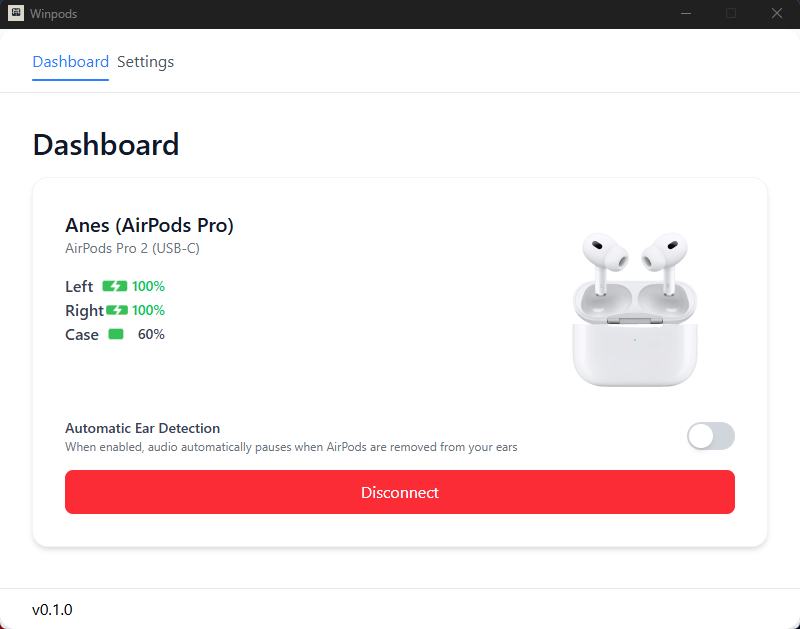 Winpods
Dashboard Settings
Dashboard
Anes (AirPods Pro)
AirPods Pro 2 (USB-C)
Left 100%
Right 100%
Case 60%
Automatic Ear Detection
When enabled, audio automatically pauses when AirPods are removed from your ears
Disconnect
v0.1.0